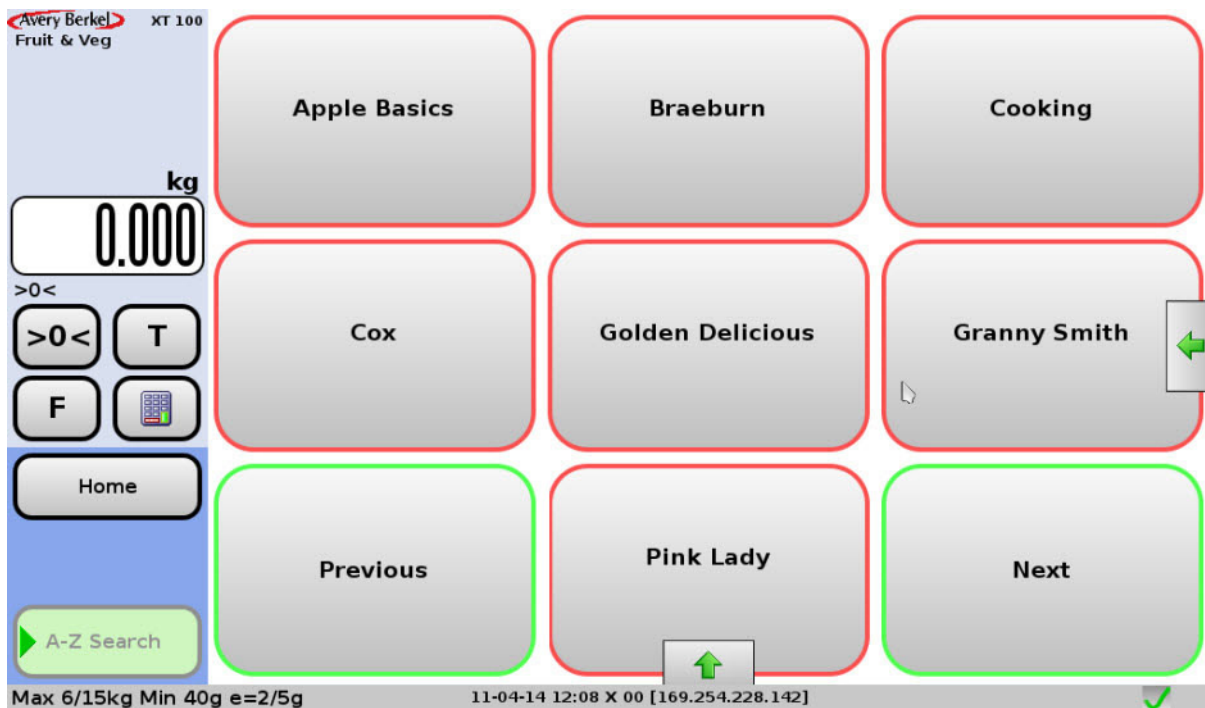 Avery Berkel XT 100
Fruit & Veg
kg
0.000
>0<
>0< T
F
Home
A-Z Search
Apple Basics
Braeburn
Cooking
Cox
Golden Delicious
Granny Smith
Previous
Pink Lady
Next
Max 6/15kg Min 40g e=2/5g
11-04-14 12:08 X 00 [169.254.228.142]